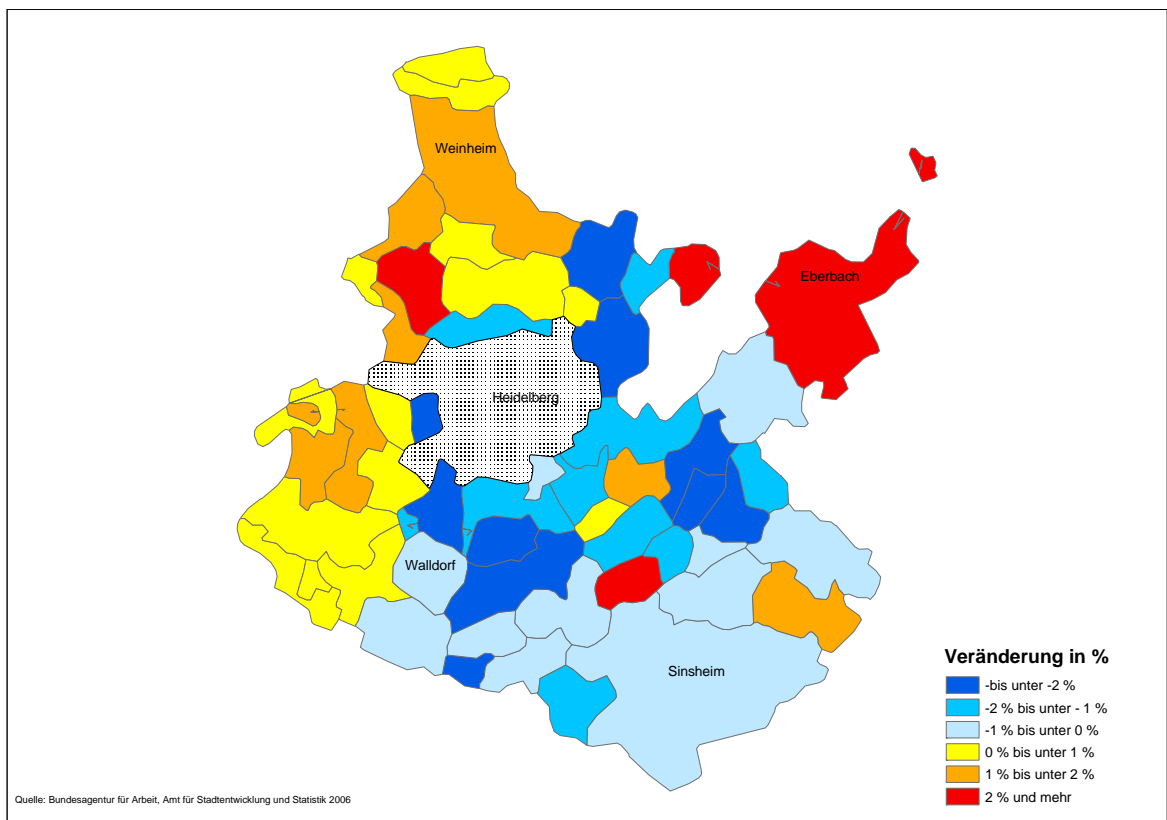 Weinheim
Eberbach
Heidelberg
Walldorf
Sinsheim
Veränderung in %
-bis unter -2 %
-2 % bis unter - 1 %
-1 % bis unter 0 %
0 % bis unter 1 %
1 % bis unter 2 %
2 % und mehr
Quelle: Bundesagentur für Arbeit, Amt für Stadtentwicklung und Statistik 2006